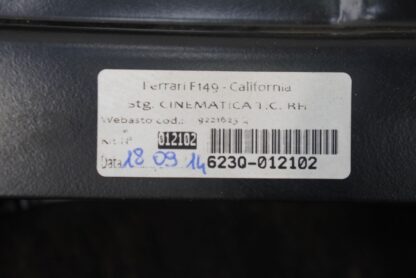 Ferrari F149 - California
Stg. CINEMATICA T.C. RH
Webasto cod.:
012102
Data 18 09 14 6230-012102